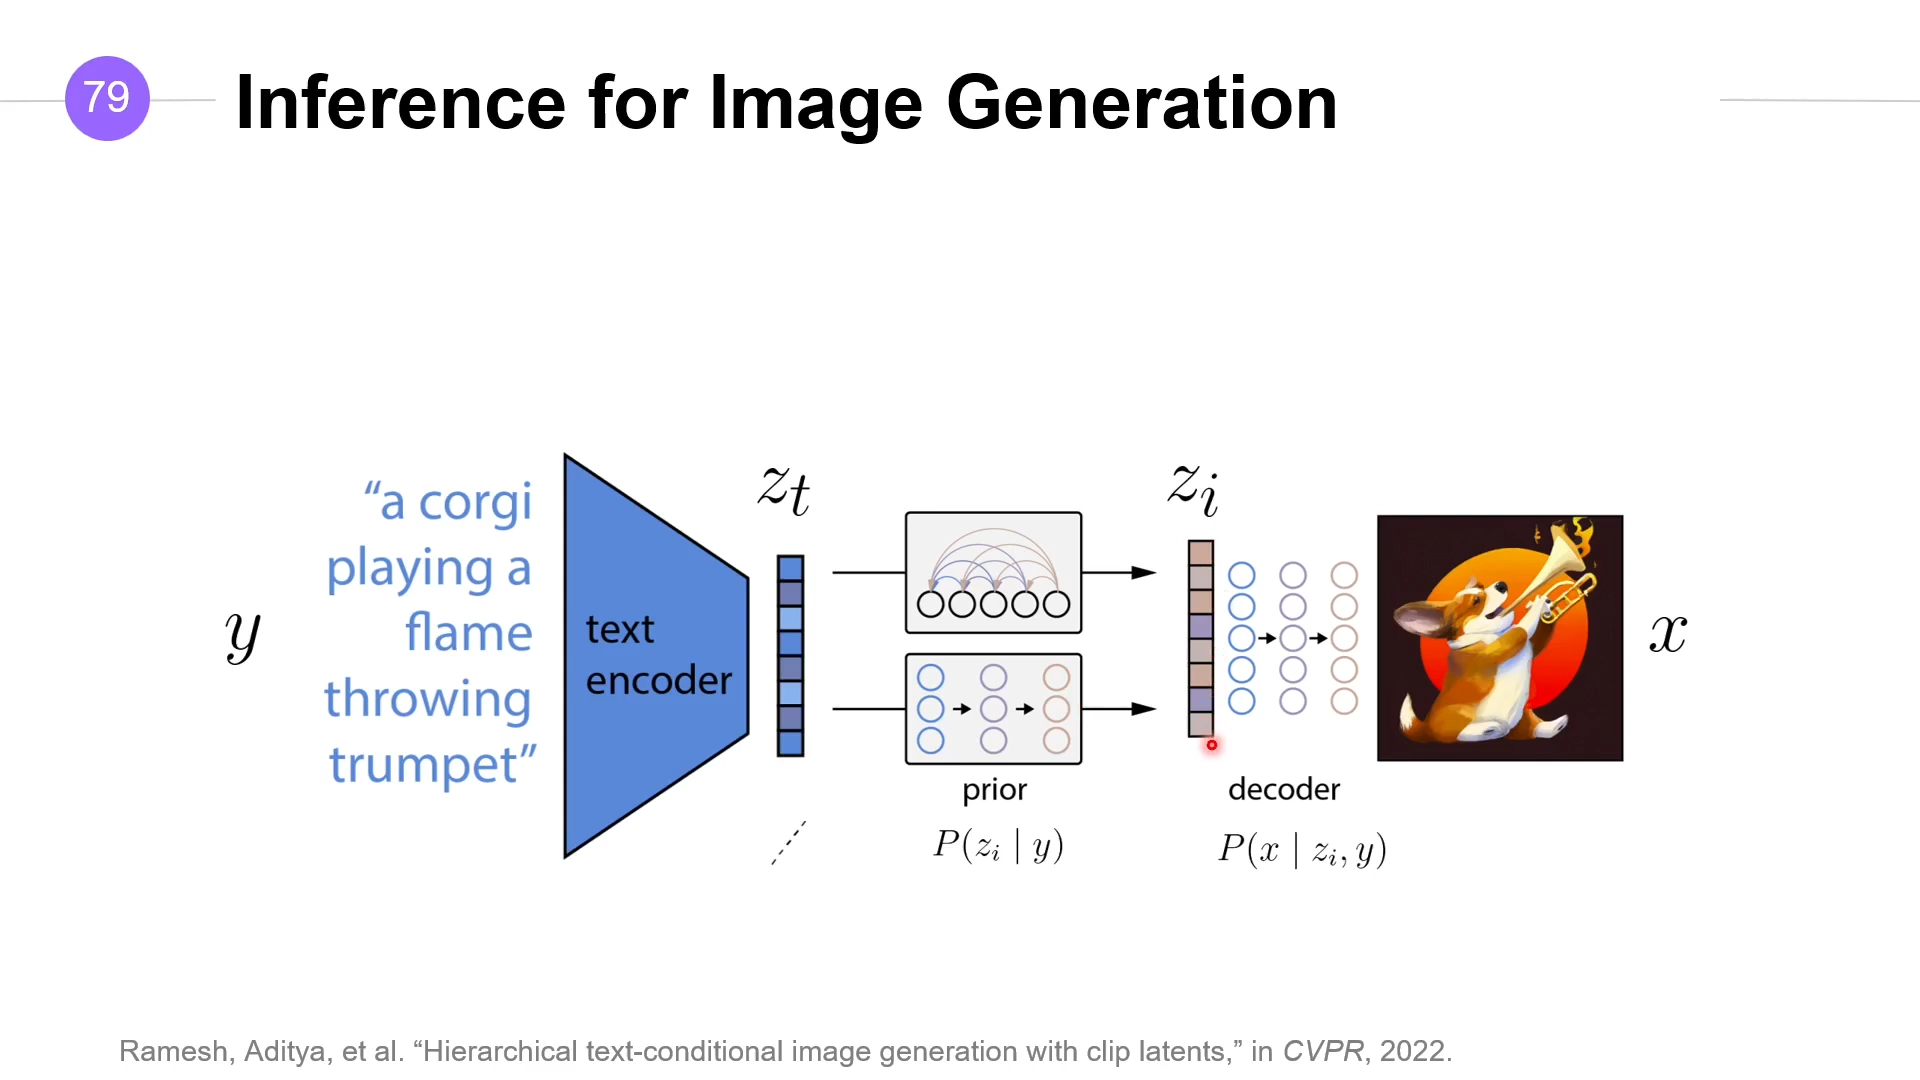 79
Inference for Image Generation
y
“a corgi
playing a
flame
throwing
trumpet”
text
encoder
z_t
z_i
x
prior
P(z_i | y)
decoder
P(x | z_i, y)
Ramesh, Aditya, et al. “Hierarchical text-conditional image generation with clip latents,” in CVPR, 2022.